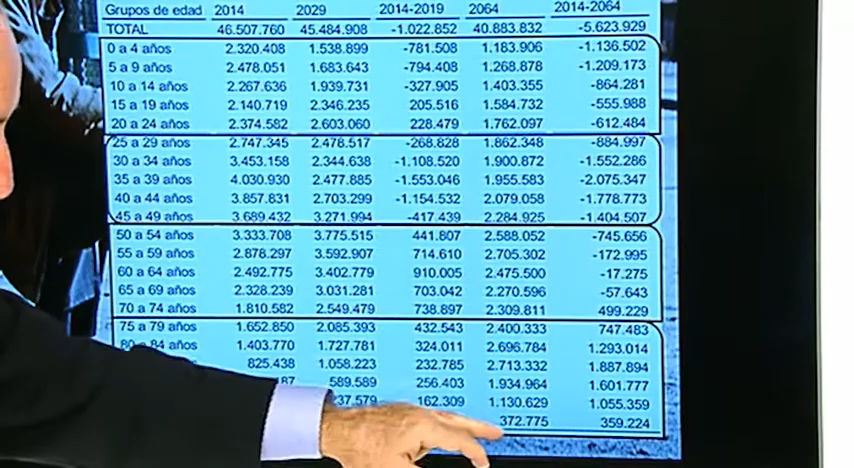 Grupos de edad 2014 2029 2014-2019 2064 2014-2064
TOTAL 46.507.760 45.484.908 -1.022.852 40.883.832 -5.623.929
0 a 4 años 2.320.408 1.538.899 -781.508 1.183.906 -1.136.502
5 a 9 años 2.478.051 1.683.643 -794.408 1.268.878 -1.209.173
10 a 14 años 2.267.636 1.939.731 -327.905 1.403.355 -864.281
15 a 19 años 2.140.719 2.346.235 205.516 1.584.732 -555.988
20 a 24 años 2.374.582 2.603.060 228.479 1.762.097 -612.484
25 a 29 años 2.747.345 2.478.517 -268.828 1.862.348 -884.997
30 a 34 años 3.453.158 2.344.638 -1.108.520 1.900.872 -1.552.286
35 a 39 años 4.030.930 2.477.885 -1.553.046 1.955.583 -2.075.347
40 a 44 años 3.857.831 2.703.299 -1.154.532 2.079.058 -1.778.773
45 a 49 años 3.689.432 3.271.994 -417.439 2.284.925 -1.404.507
50 a 54 años 3.333.708 3.775.515 441.807 2.588.052 -745.656
55 a 59 años 2.878.297 3.592.907 714.610 2.705.302 -172.995
60 a 64 años 2.492.775 3.402.779 910.005 2.475.500 -17.275
65 a 69 años 2.328.239 3.031.281 703.042 2.270.596 -57.643
70 a 74 años 1.810.582 2.549.479 738.897 2.309.811 499.229
75 a 79 años 1.652.850 2.085.393 432.543 2.400.333 747.483
80 a 84 años 1.403.770 1.727.781 324.011 2.696.784 1.293.014
825.438 1.058.223 232.785 2.713.332 1.887.894
87 589.589 256.403 1.934.964 1.601.777
237.579 162.309 1.130.629 1.055.359
372.775 359.224